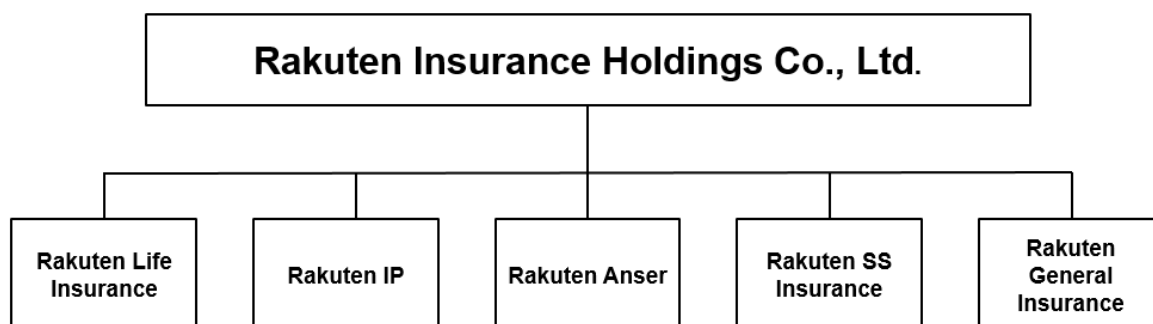 Rakuten Insurance Holdings Co., Ltd.
Rakuten Life
Insurance
Rakuten IP
Rakuten Anser
Rakuten SS
Insurance
Rakuten
General
Insurance